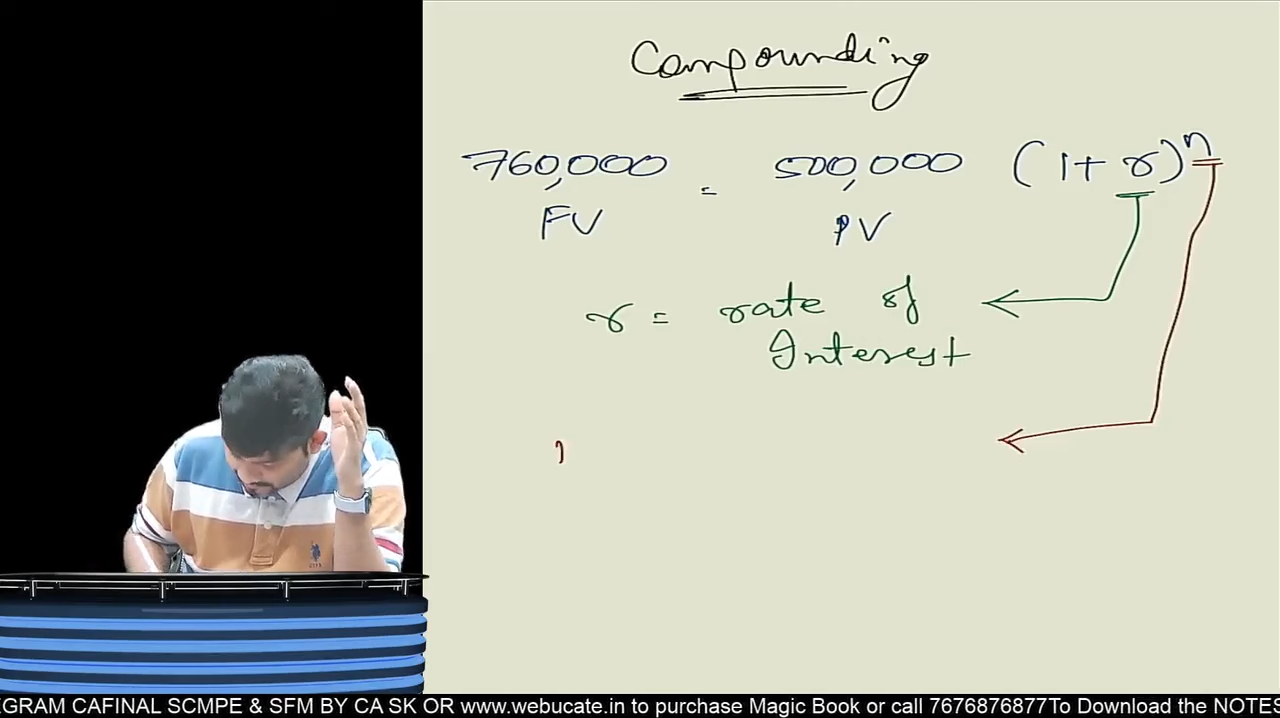 Compounding
760,000 = 500,000 (1+ r)^n
FV PV
r = rate of
Interest
EGRAM CAFINAL SCMPE & SFM BY CA SK OR www.webucate.in to purchase Magic Book or call 7676876877To Download the NOTES